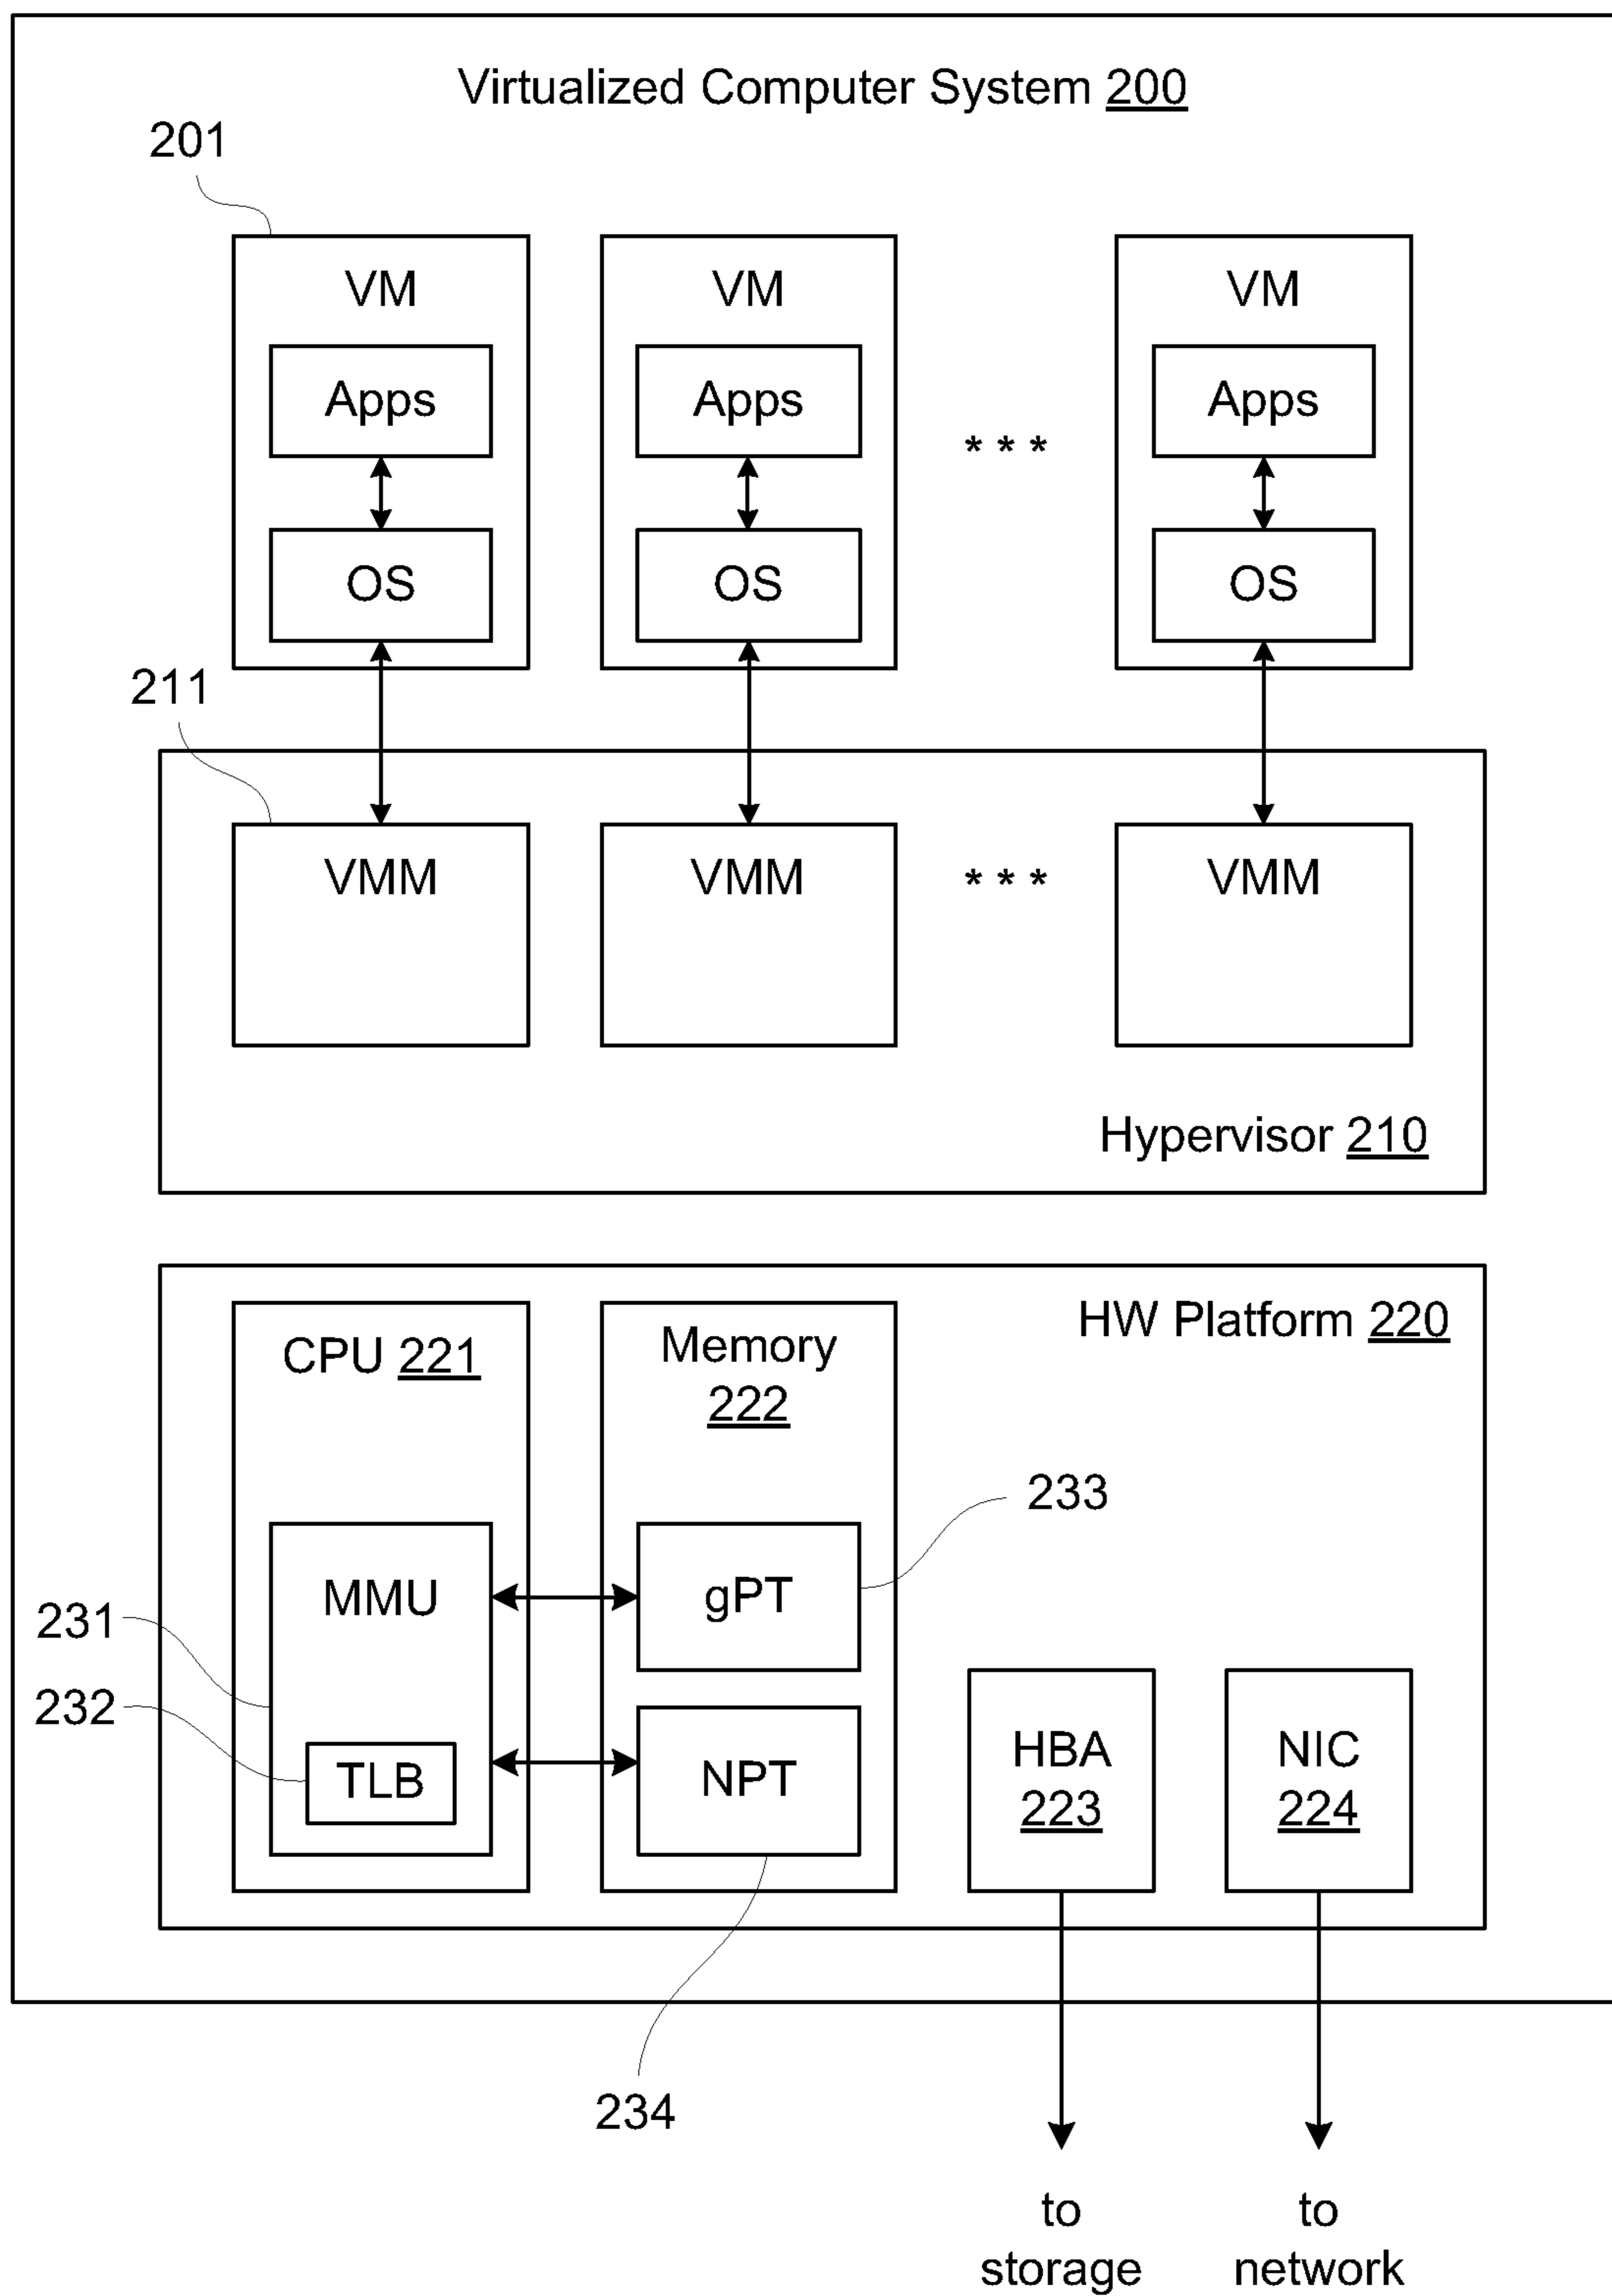 Virtualized Computer System 200
201
VM VM VM
Apps Apps Apps
* * *
OS OS OS
211
VMM VMM * * * VMM
Hypervisor 210
HW Platform 220
CPU 221
Memory
222
233
MMU
gPT
231
232
TLB
NPT
HBA
223
NIC
224
234
to
storage
to
network